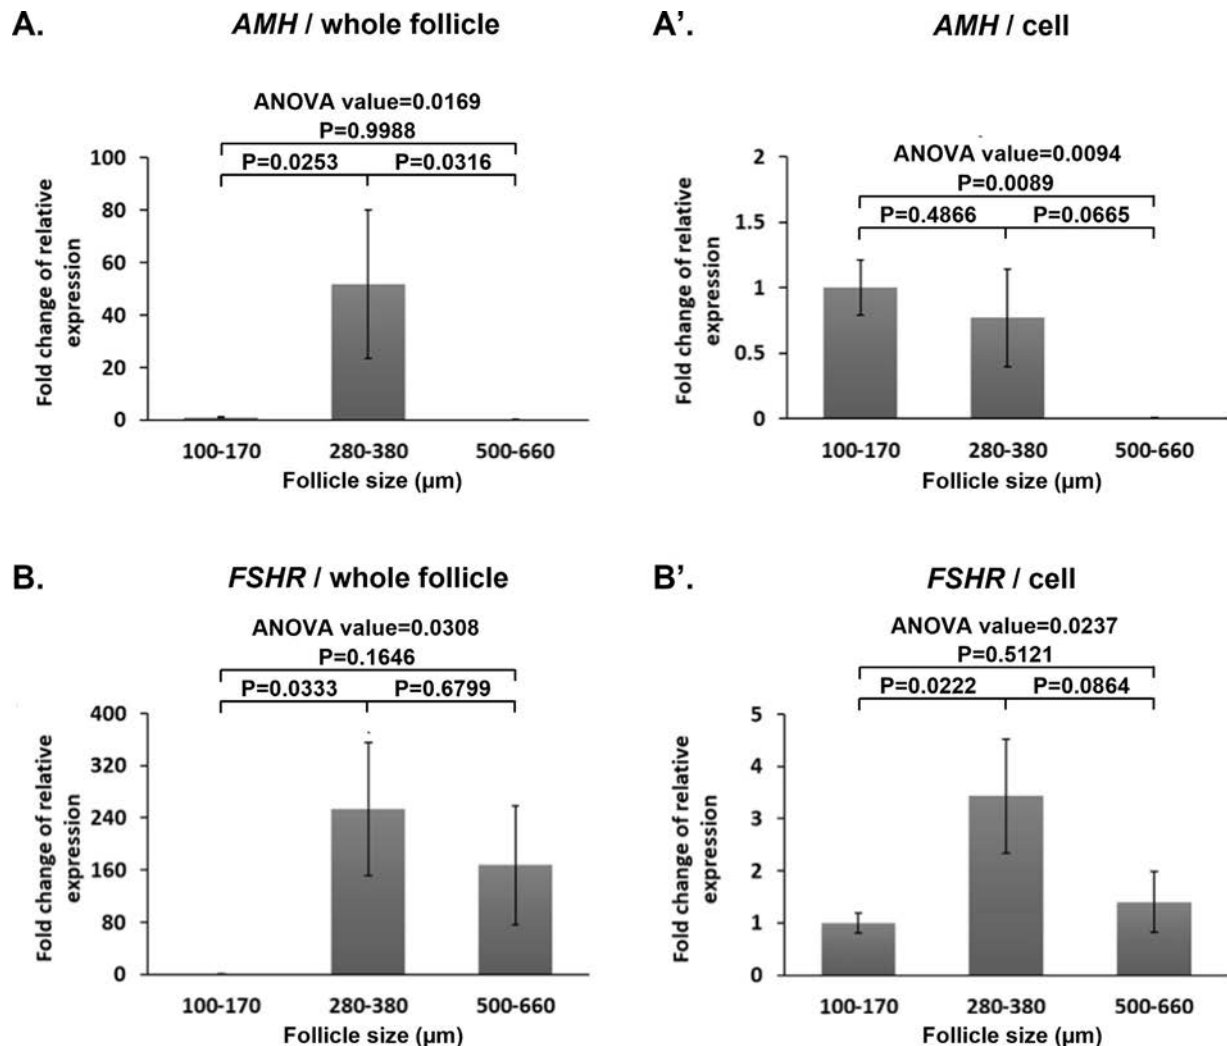 A.
AMH / whole follicle
ANOVA value=0.0169
P=0.9988
P=0.0253 P=0.0316
Fold change of relative
expression
100
80
60
40
20
0
100-170 280-380 500-660
Follicle size (µm)
A’.
AMH / cell
ANOVA value=0.0094
P=0.0089
P=0.4866 P=0.0665
Fold change of relative
expression
2
1.5
1
0.5
0
100-170 280-380 500-660
Follicle size (µm)
B.
FSHR / whole follicle
ANOVA value=0.0308
P=0.1646
P=0.0333 P=0.6799
Fold change of relative
expression
400
320
240
160
80
0
100-170 280-380 500-660
Follicle size (µm)
B’.
FSHR / cell
ANOVA value=0.0237
P=0.5121
P=0.0222 P=0.0864
Fold change of relative
expression
5
4
3
2
1
0
100-170 280-380 500-660
Follicle size (µm)